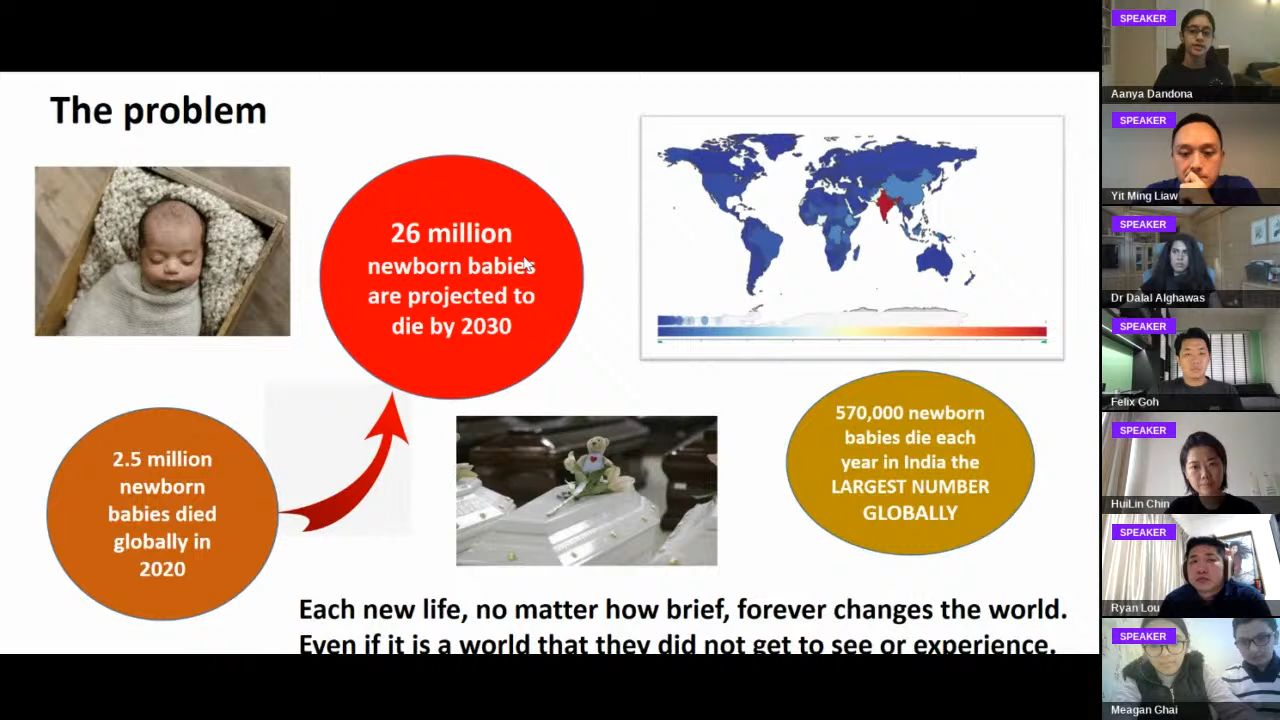 The problem
26 million
newborn babies
are projected to
die by 2030
2.5 million
newborn
babies died
globally in
2020
570,000 newborn
babies die each
year in India the
LARGEST NUMBER
GLOBALLY
Each new life, no matter how brief, forever changes the world.
Even if it is a world that they did not get to see or experience.
SPEAKER
Aanya Dandona
SPEAKER
Yit Ming Liaw
SPEAKER
Dr Dalal Alghawas
SPEAKER
Felix Goh
SPEAKER
HuiLin Chin
SPEAKER
Ryan Lou
SPEAKER
Meagan Ghai